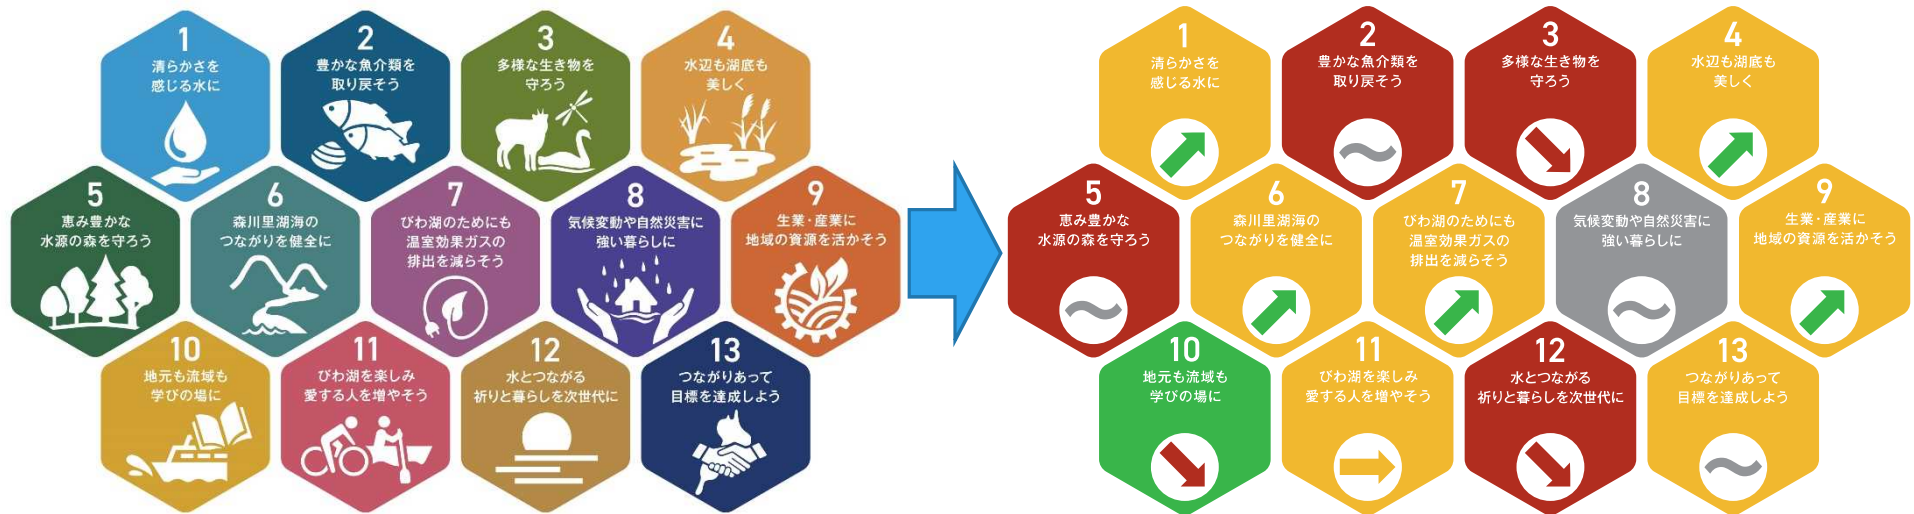 1
清らかさを
感じる水に
2
豊かな魚介類を
取り戻そう
3
多様な生き物を
守ろう
4
水辺も湖底も
美しく
5
恵み豊かな
水源の森を守ろう
6
森川里湖海の
つながりを健全に
7
びわ湖のためにも
温室効果ガスの
排出を減らそう
8
気候変動や自然災害に
強い暮らしに
9
生業・産業に
地域の資源を活かそう
10
地元も流域も
学びの場に
11
びわ湖を楽しみ
愛する人を増やそう
12
水とつながる
祈りと暮らしを次世代に
13
つながりあって
目標を達成しよう
1
清らかさを
感じる水に
2
豊かな魚介類を
取り戻そう
3
多様な生き物を
守ろう
4
水辺も湖底も
美しく
5
恵み豊かな
水源の森を守ろう
6
森川里湖海の
つながりを健全に
7
びわ湖のためにも
温室効果ガスの
排出を減らそう
8
気候変動や自然災害に
強い暮らしに
9
生業・産業に
地域の資源を活かそう
10
地元も流域も
学びの場に
11
びわ湖を楽しみ
愛する人を増やそう
12
水とつながる
祈りと暮らしを次世代に
13
つながりあって
目標を達成しよう